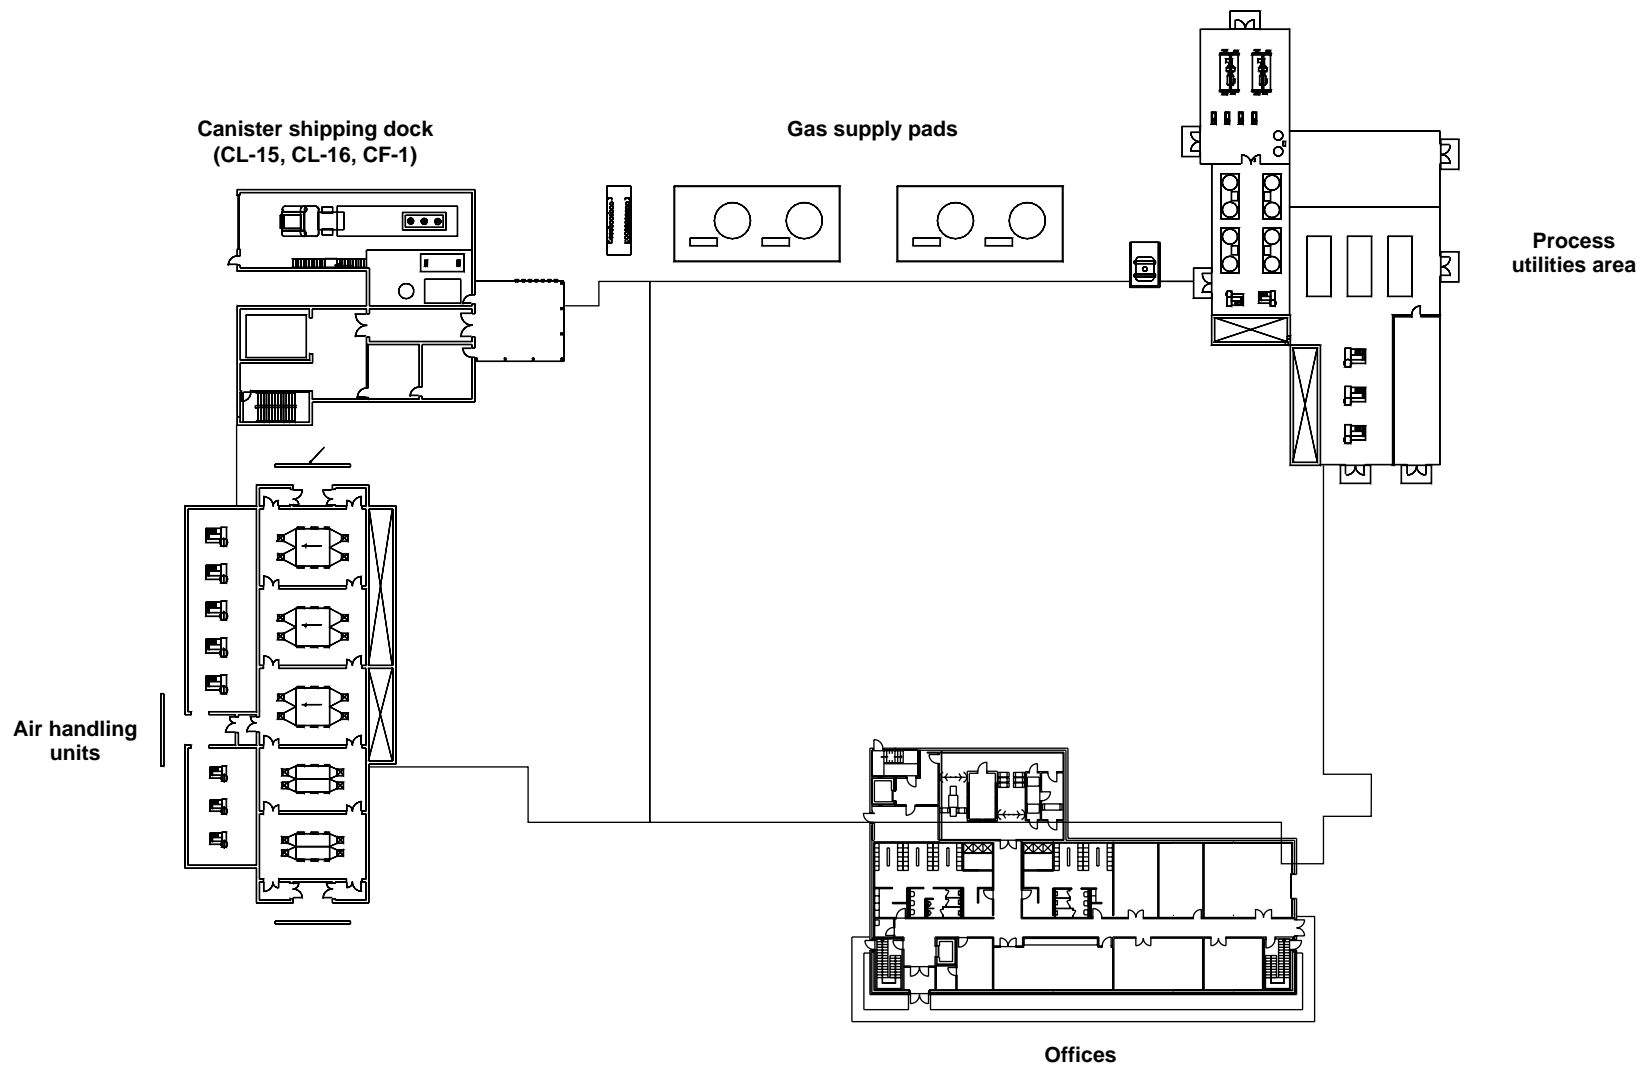 Canister shipping dock
(CL-15, CL-16, CF-1)
Gas supply pads
Process
utilities area
Air handling
units
Offices